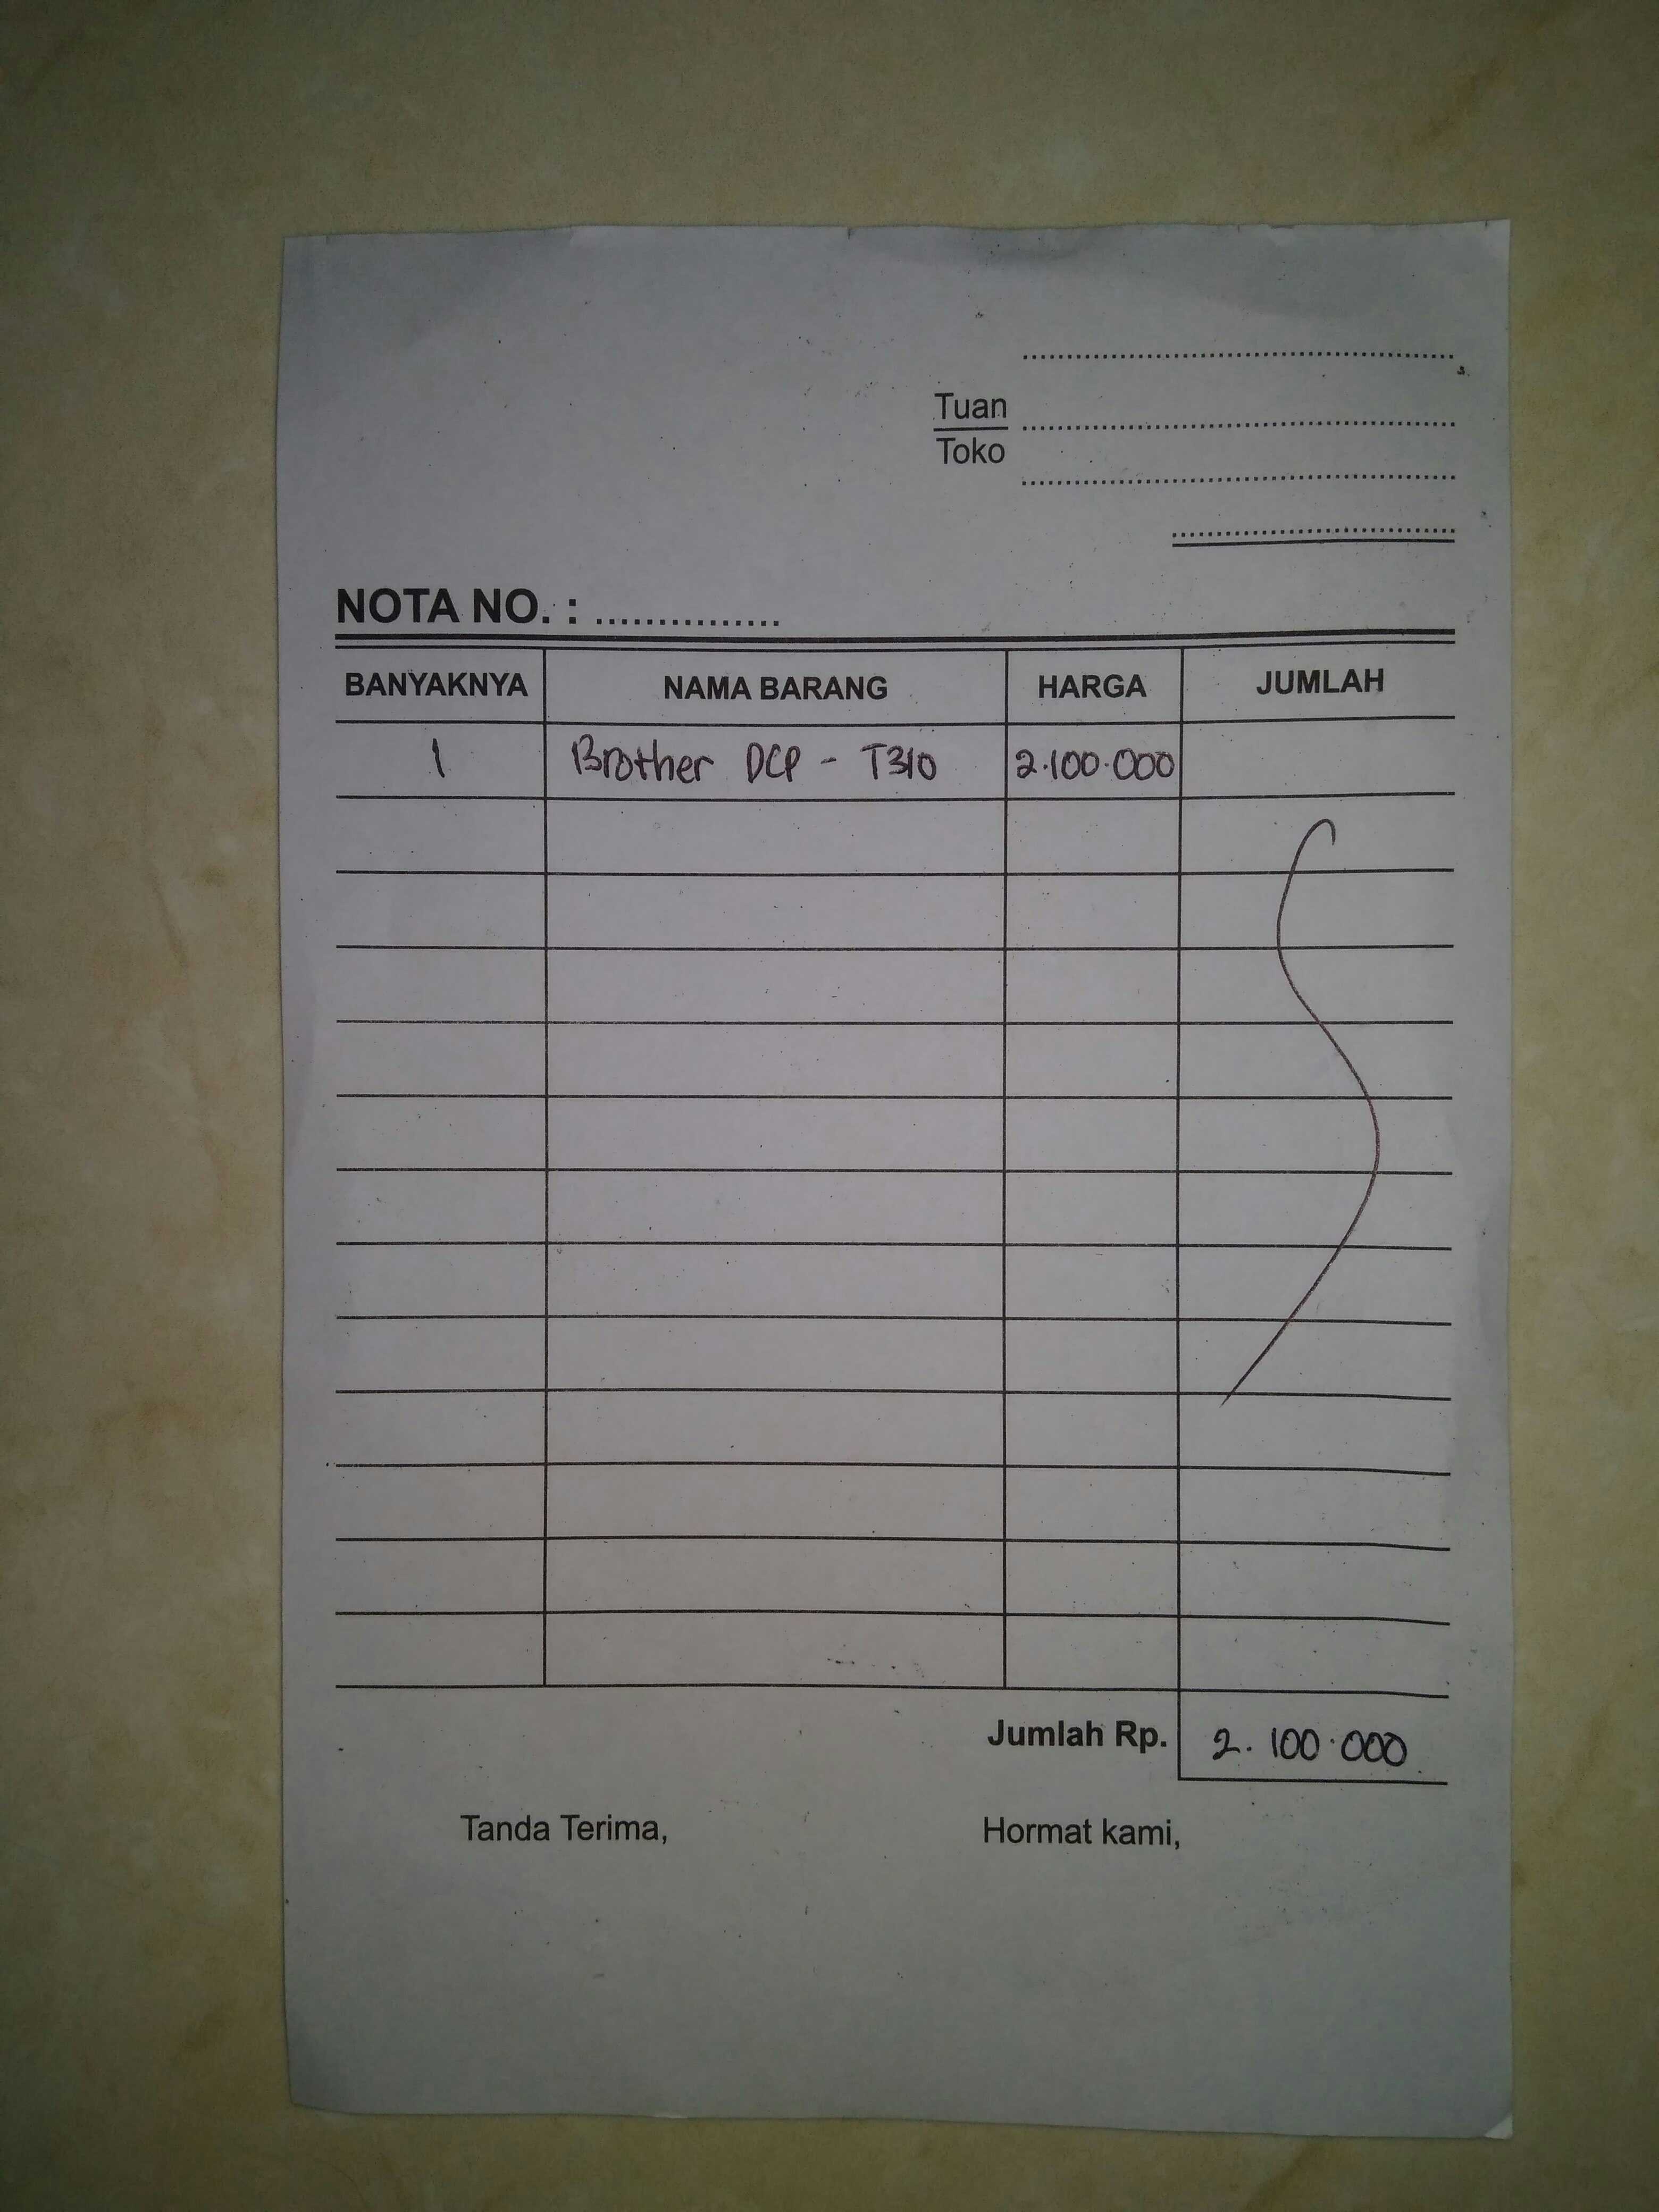 Tuan
Toko
NOTA NO. : ...............
BANYAKNYA NAMA BARANG HARGA JUMLAH
1 Brother DCP - T310 2.100.000
Jumlah Rp. 2.100.000
Tanda Terima, Hormat kami,